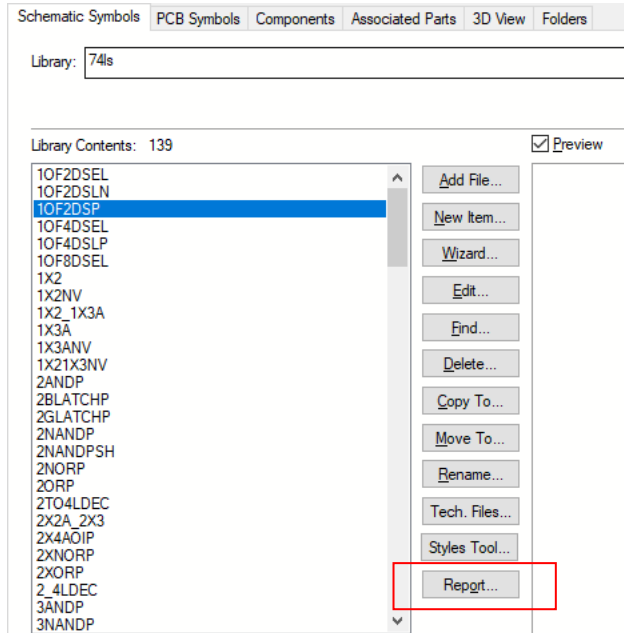 Schematic Symbols PCB Symbols Components Associated Parts 3D View Folders
Library: 74ls
Library Contents: 139
Preview
1OF2DSEL
1OF2DSLN
1OF2DSP
1OF4DSEL
1OF4DSLP
1OF8DSEL
1X2
1X2NV
1X2_1X3A
1X3A
1X3ANV
1X21X3NV
2ANDP
2BLATCHP
2GLATCHP
2NANDP
2NANDPSH
2NORP
2ORP
2TO4LDEC
2X2A_2X3
2X4AOIP
2XNORP
2XORP
2_4LDEC
3ANDP
3NANDP
Add File...
New Item...
Wizard...
Edit...
Find...
Delete...
Copy To...
Move To...
Rename...
Tech. Files...
Styles Tool...
Report...